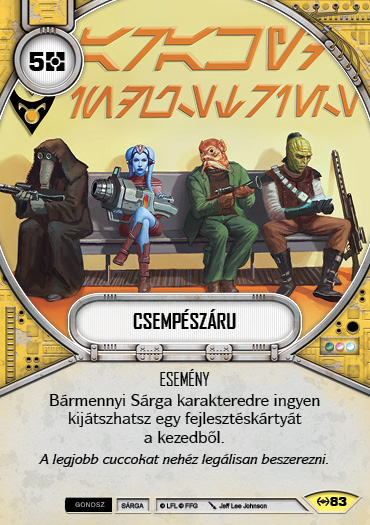 5
CSEMPÉSZÁRU
ESEMÉNY
Bármennyi Sárga karakteredre ingyen
kijátszhatsz egy fejlesztéskártyát
a kezedből.
A legjobb cuccokat nehéz legálisan beszerezni.
GONOSZ SÁRGA © LFL © FFG Jeff Lee Johnson 83